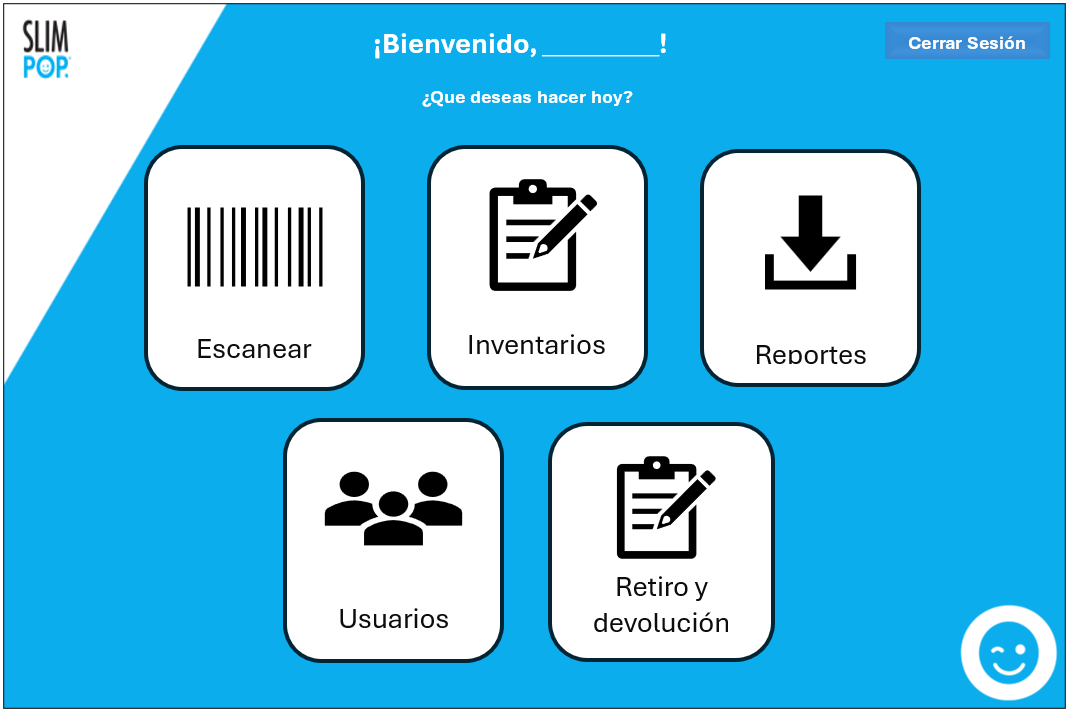 SLIM
POP.
¡Bienvenido, ________!
Cerrar Sesión
¿Que deseas hacer hoy?
Escanear
Inventarios
Reportes
Usuarios
Retiro y
devolución